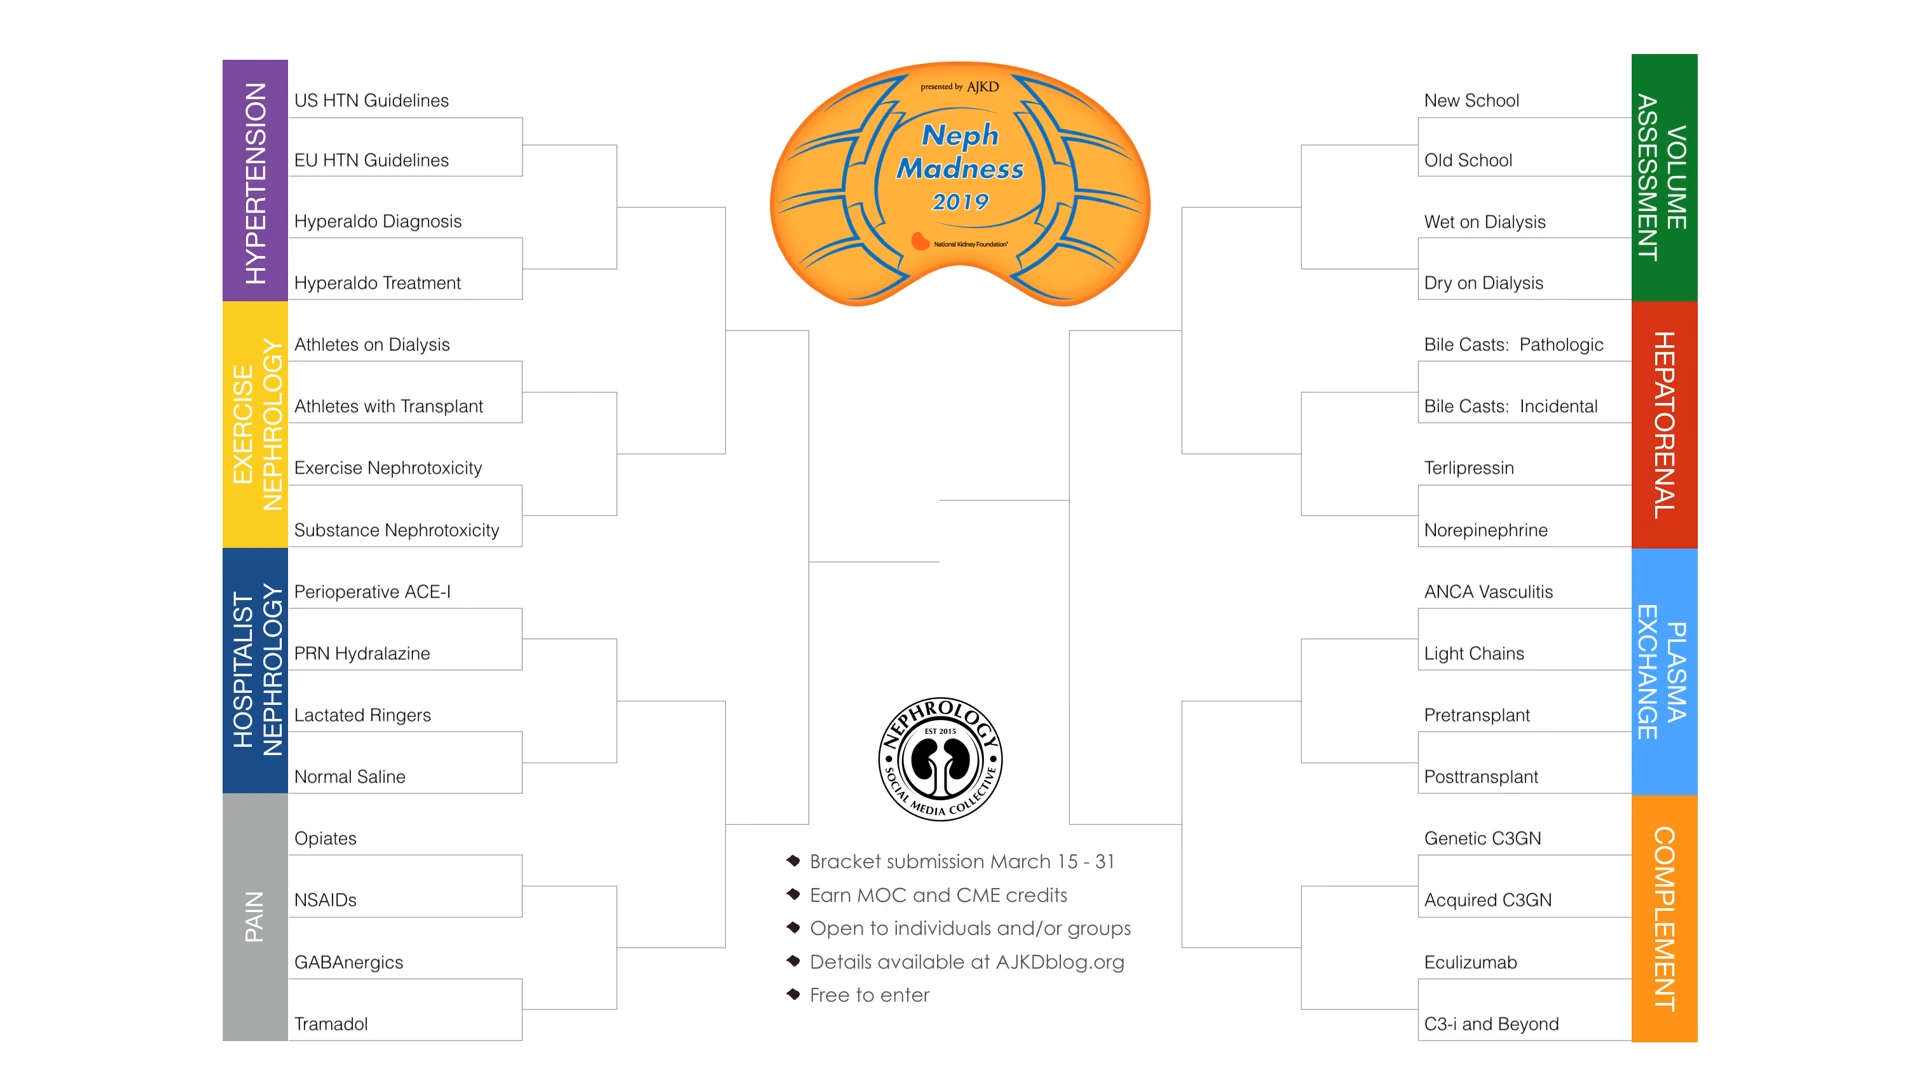 HYPERTENSION
US HTN Guidelines
EU HTN Guidelines
Hyperaldo Diagnosis
Hyperaldo Treatment
EXERCISE
NEPHROLOGY
Athletes on Dialysis
Athletes with Transplant
Exercise Nephrotoxicity
Substance Nephrotoxicity
HOSPITALIST
NEPHROLOGY
Perioperative ACE-I
PRN Hydralazine
Lactated Ringers
Normal Saline
PAIN
Opiates
NSAIDs
GABAnergics
Tramadol
presented by AJKD
Neph
Madness
2019
National Kidney Foundation®
NEPHROLOGY
EST 2015
SOCIAL MEDIA COLLECTIVE
Bracket submission March 15 - 31
Earn MOC and CME credits
Open to individuals and/or groups
Details available at AJKDblog.org
Free to enter
VOLUME
ASSESSMENT
New School
Old School
Wet on Dialysis
Dry on Dialysis
HEPATORENAL
Bile Casts: Pathologic
Bile Casts: Incidental
Terlipressin
Norepinephrine
PLASMA
EXCHANGE
ANCA Vasculitis
Light Chains
Pretransplant
Posttransplant
COMPLEMENT
Genetic C3GN
Acquired C3GN
Eculizumab
C3-i and Beyond